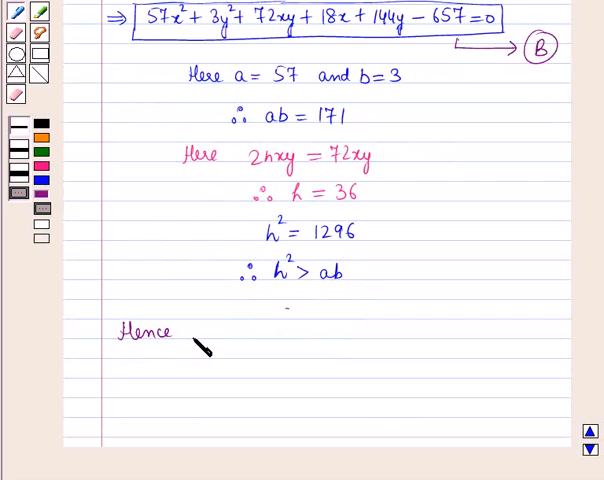 ⇒ 57x² + 3y² + 72xy + 18x + 144y − 657 = 0
B
Here a = 57 and b = 3
∴ ab = 171
Here 2hxy = 72xy
∴ h = 36
h² = 1296
∴ h² > ab
Hence